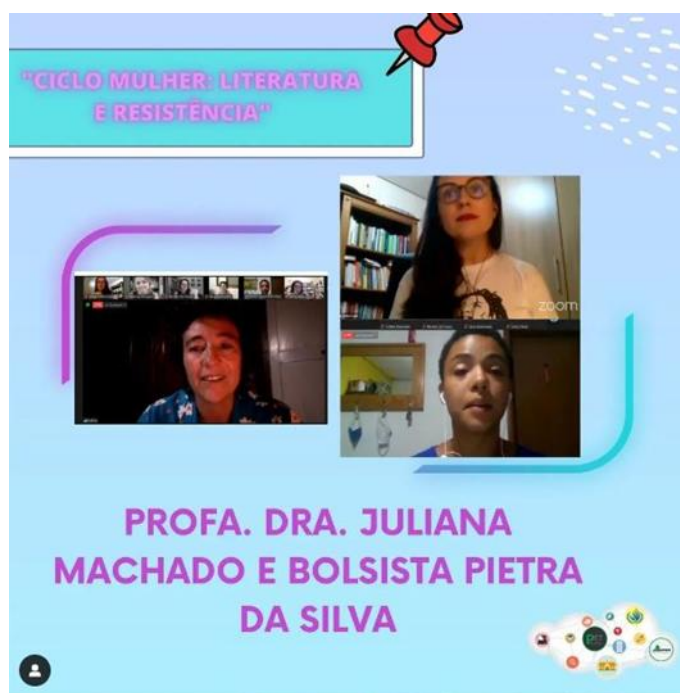 "CICLO MULHER: LITERATURA
E RESISTÊNCIA"
zoom
PROFA. DRA. JULIANA
MACHADO E BOLSISTA PIETRA
DA SILVA